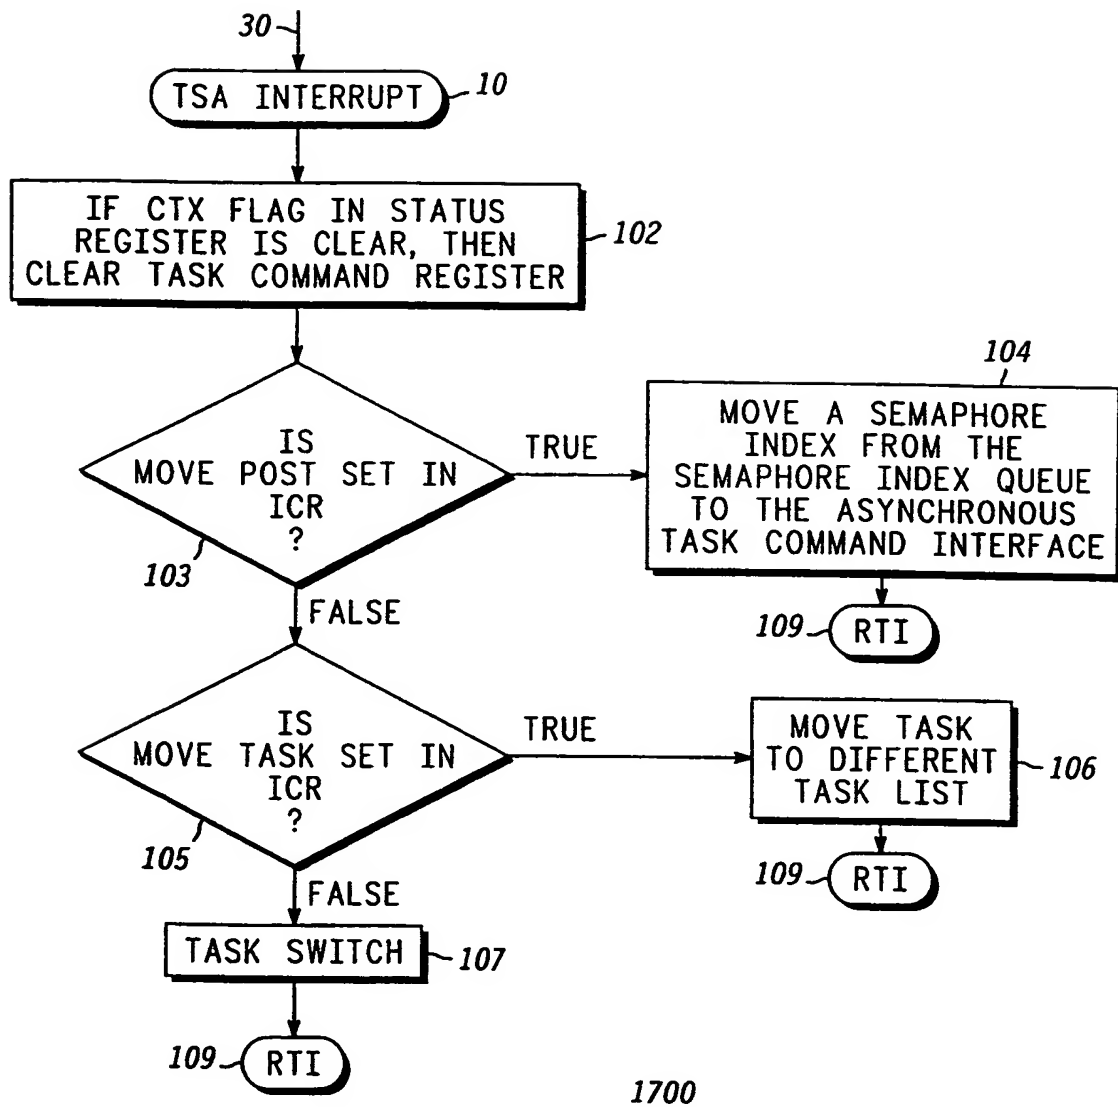 30
TSA INTERRUPT
10
IF CTX FLAG IN STATUS
REGISTER IS CLEAR, THEN
CLEAR TASK COMMAND REGISTER
102
IS
MOVE POST SET IN
ICR
?
103
TRUE
104
MOVE A SEMAPHORE
INDEX FROM THE
SEMAPHORE INDEX QUEUE
TO THE ASYNCHRONOUS
TASK COMMAND INTERFACE
109
RTI
FALSE
IS
MOVE TASK SET IN
ICR
?
105
TRUE
MOVE TASK
TO DIFFERENT
TASK LIST
106
109
RTI
FALSE
TASK SWITCH
107
109
RTI
1700